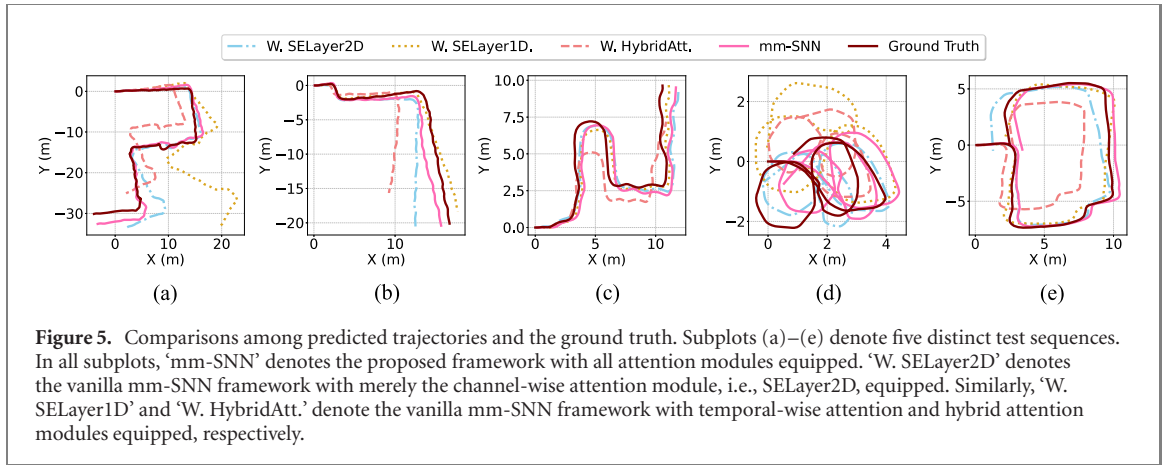 W. SELayer2D W. SELayer1D. W. HybridAtt. mm-SNN Ground Truth
0
−10
−20
−30
Y (m)
0 10 20
X (m)
(a)
0
−5
−10
−15
−20
Y (m)
0 10
X (m)
(b)
10.0
7.5
5.0
2.5
0.0
Y (m)
0 5 10
X (m)
(c)
2
0
−2
Y (m)
0 2 4
X (m)
(d)
5
0
−5
Y (m)
0 5 10
X (m)
(e)
Figure 5. Comparisons among predicted trajectories and the ground truth. Subplots (a)–(e) denote five distinct test sequences.
In all subplots, ‘mm-SNN’ denotes the proposed framework with all attention modules equipped. ‘W. SELayer2D’ denotes
the vanilla mm-SNN framework with merely the channel-wise attention module, i.e., SELayer2D, equipped. Similarly, ‘W.
SELayer1D’ and ‘W. HybridAtt.’ denote the vanilla mm-SNN framework with temporal-wise attention and hybrid attention
modules equipped, respectively.